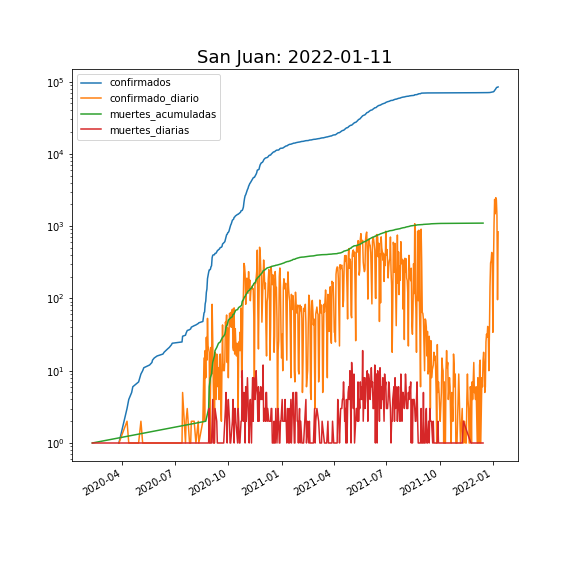 San Juan: 2022-01-11
confirmados
confirmado_diario
muertes_acumuladas
muertes_diarias
10^5
10^4
10^3
10^2
10^1
10^0
2020-04
2020-07
2020-10
2021-01
2021-04
2021-07
2021-10
2022-01